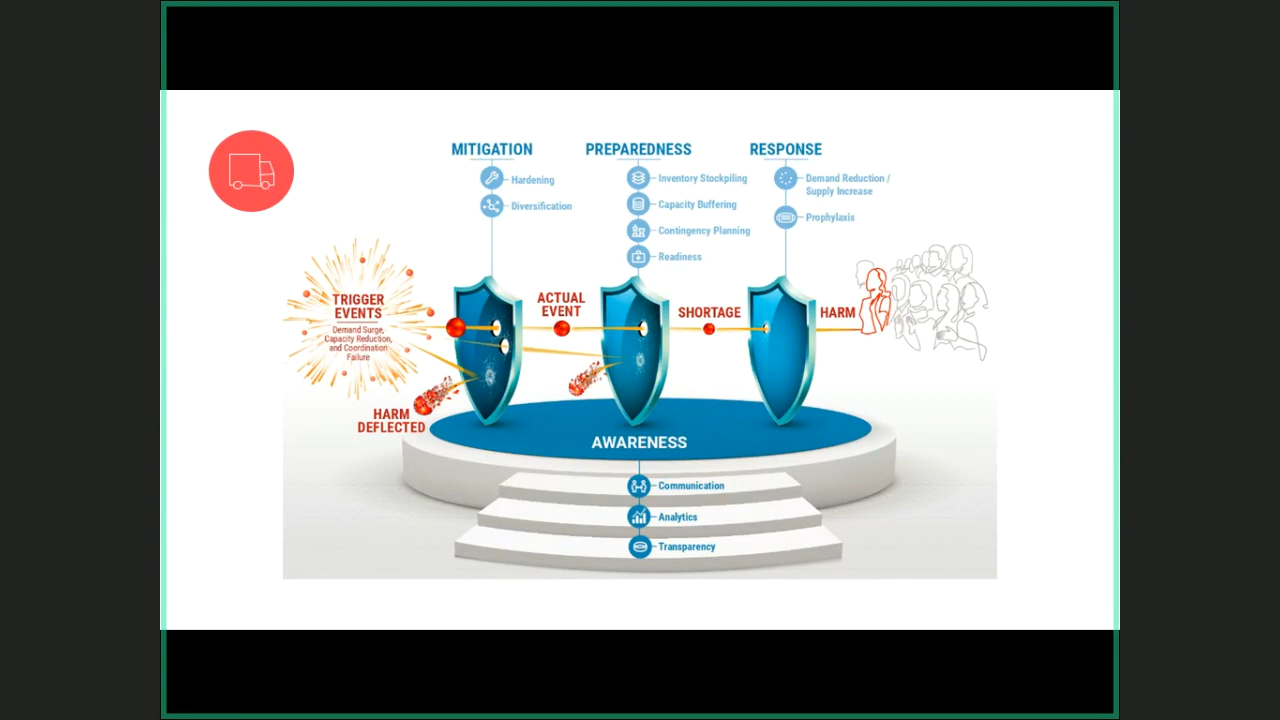 MITIGATION
Hardening
Diversification
PREPAREDNESS
Inventory Stockpiling
Capacity Buffering
Contingency Planning
Readiness
RESPONSE
Demand Reduction /
Supply Increase
Prophylaxis
TRIGGER
EVENTS
Demand Surge,
Capacity Reduction,
and Coordination
Failure
HARM
DEFLECTED
ACTUAL
EVENT
SHORTAGE
HARM
AWARENESS
Communication
Analytics
Transparency